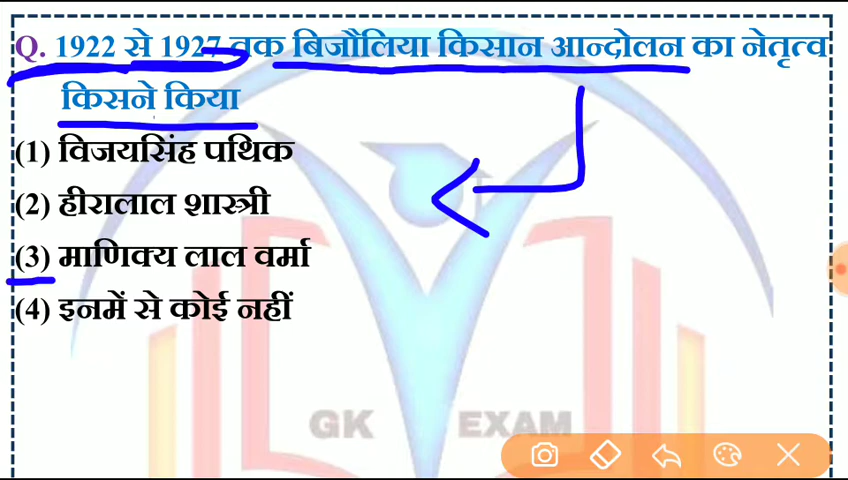 Q. 1922 से 1927 तक बिजौलिया किसान आन्दोलन का नेतृत्व
किसने किया
(1) विजयसिंह पथिक
(2) हीरालाल शास्त्री
(3) माणिक्य लाल वर्मा
(4) इनमें से कोई नहीं
GK EXAM